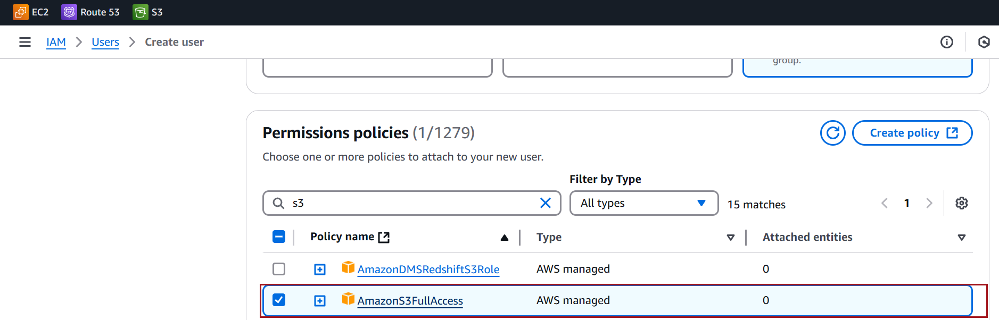 EC2 Route 53 S3
IAM Users Create user
group.
Permissions policies (1/1279)
Create policy
Choose one or more policies to attach to your new user.
Filter by Type
s3
All types
15 matches
1
Policy name Type Attached entities
AmazonDMSRedshiftS3Role AWS managed 0
AmazonS3FullAccess AWS managed 0